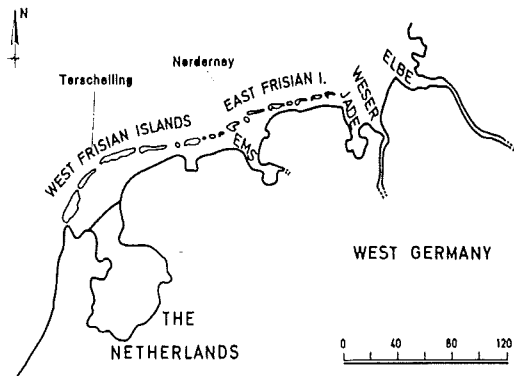 N
Terschelling
Norderney
WEST FRISIAN ISLANDS
EAST FRISIAN I.
EMS
JADE
WESER
ELBE
WEST GERMANY
THE
NETHERLANDS
0 40 80 120